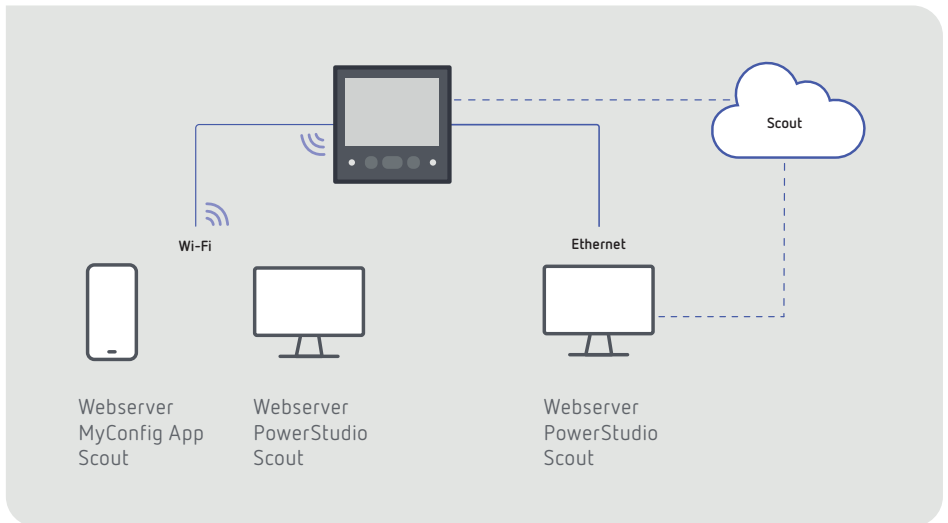 Scout
Wi-Fi
Ethernet
Webserver
MyConfig App
Scout
Webserver
PowerStudio
Scout
Webserver
PowerStudio
Scout